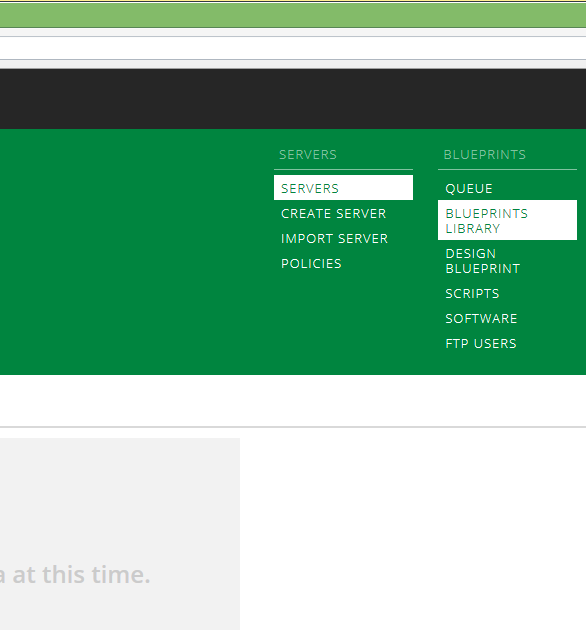 SERVERS
SERVERS
CREATE SERVER
IMPORT SERVER
POLICIES
BLUEPRINTS
QUEUE
BLUEPRINTS
LIBRARY
DESIGN
BLUEPRINT
SCRIPTS
SOFTWARE
FTP USERS
a at this time.